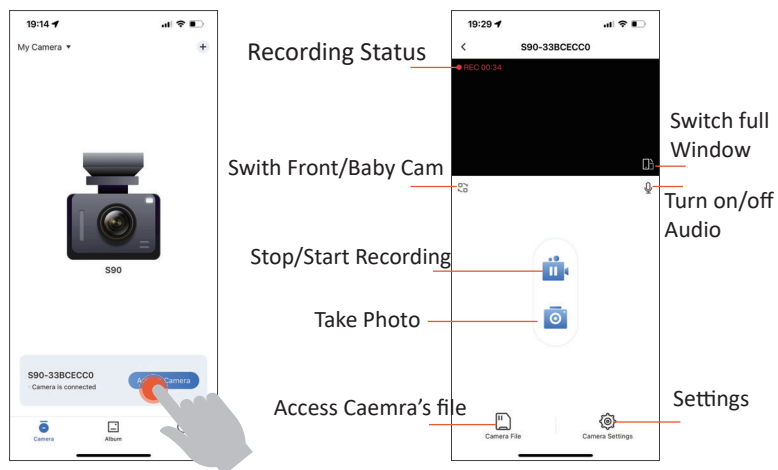 19:14
My Camera
S90
S90-33BCECC0
Camera is connected
Camera
Camera
Album
Recording Status
Swith Front/Baby Cam
Stop/Start Recording
Take Photo
Access Caemra's file
19:29
S90-33BCECC0
REC 00:34
Camera File
Camera Settings
Switch full
Window
Turn on/off
Audio
Settings